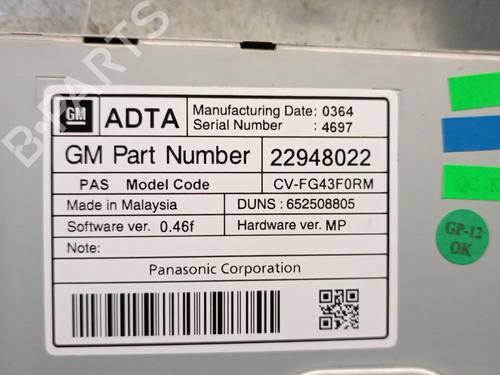 B-PARTS
GM
ADTA
Manufacturing Date: 0364
Serial Number : 4697
GM Part Number 22948022
PAS Model Code CV-FG43F0RM
Made in Malaysia DUNS : 652508805
Software ver. 0.46f Hardware ver. MP
Note:
Panasonic Corporation
QC
GP-12
OK